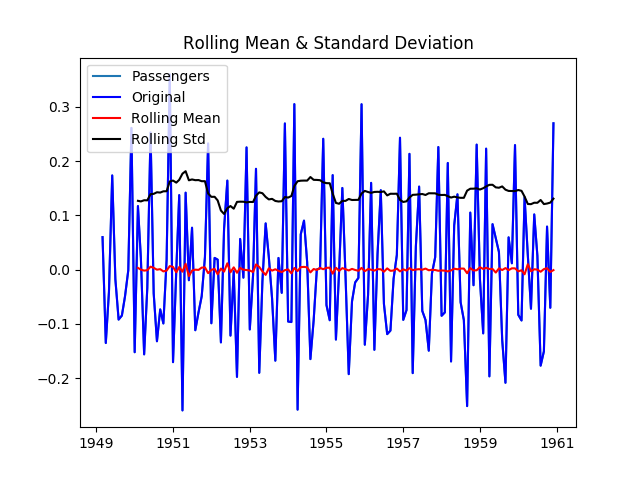 Rolling Mean & Standard Deviation
Passengers
Original
Rolling Mean
Rolling Std
0.3
0.2
0.1
0.0
−0.1
−0.2
1949 1951 1953 1955 1957 1959 1961